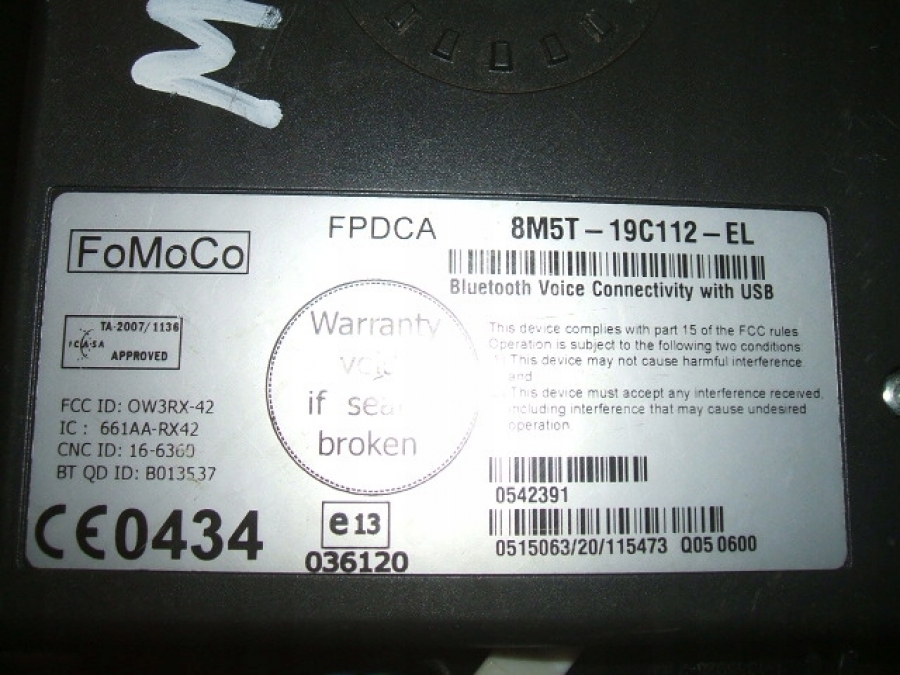 M
FPDCA
8M5T-19C112-EL
FoMoCo
Bluetooth Voice Connectivity with USB
TA-2007/1136
ICASA
APPROVED
Warranty
void
if seal
broken
This device complies with part 15 of the FCC rules
Operation is subject to the following two conditions
This device may not cause harmful interference
and
This device must accept any interference received,
including interference that may cause undesired
operation
FCC ID: OW3RX-42
IC : 661AA-RX42
CNC ID: 16-6360
BT QD ID: B013537
CE0434
e13
036120
0542391
0515063/20/115473 Q05 0600